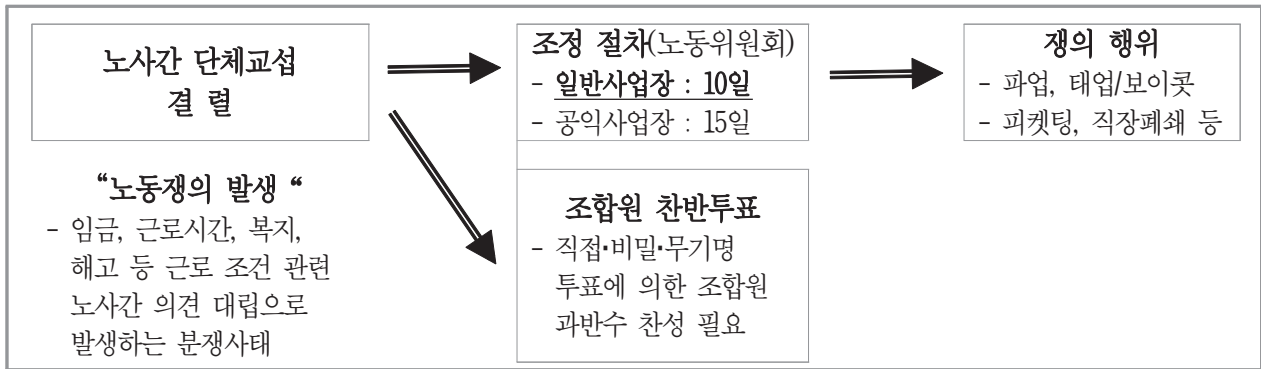 노사간 단체교섭
결 렬
"노동쟁의 발생 "
- 임금, 근로시간, 복지,
해고 등 근로 조건 관련
노사간 의견 대립으로
발생하는 분쟁사태
조정 절차(노동위원회)
- 일반사업장 : 10일
- 공익사업장 : 15일
조합원 찬반투표
- 직접·비밀·무기명
투표에 의한 조합원
과반수 찬성 필요
쟁의 행위
- 파업, 태업/보이콧
- 피켓팅, 직장폐쇄 등